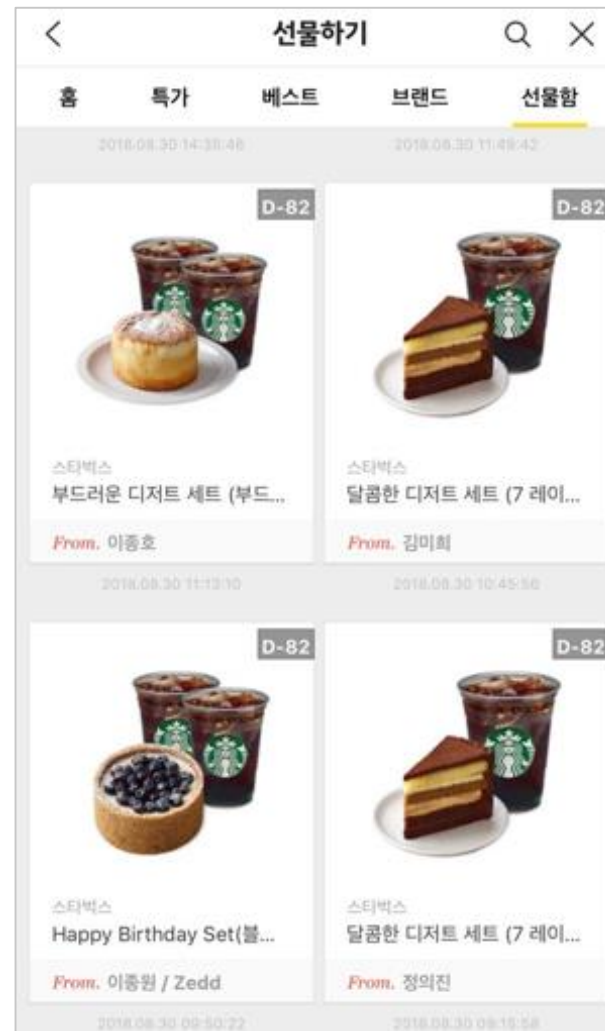 선물하기
홈 특가 베스트 브랜드 선물함
2018.08.30 14:38:46 2018.08.30 11:49:42
D-82 D-82
스타벅스 스타벅스
부드러운 디저트 세트 (부드... 달콤한 디저트 세트 (7 레이...
From. 이종호 From. 김미희
2018.08.30 11:13:10 2018.08.30 10:45:56
D-82 D-82
스타벅스 스타벅스
Happy Birthday Set(블... 달콤한 디저트 세트 (7 레이...
From. 이종원 / Zedd From. 정의진
2018.08.30 09:50:22 2018.08.30 09:15:58